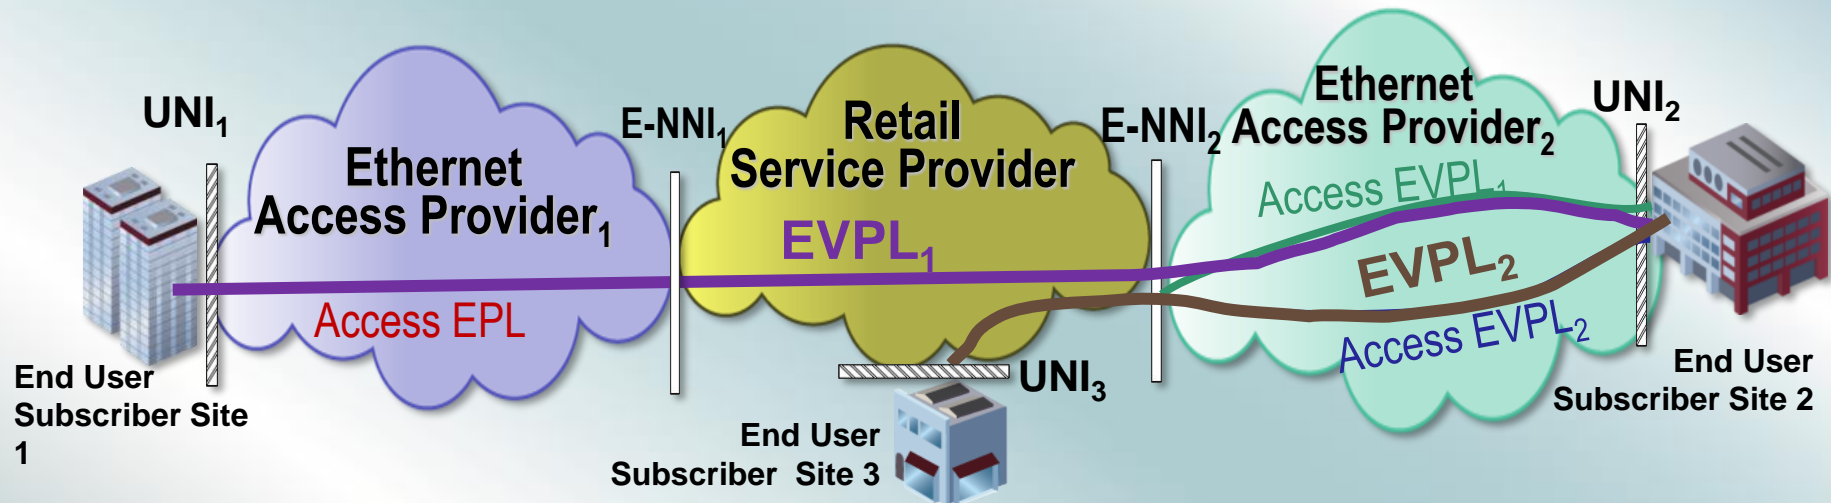 UNI1
Ethernet
Access Provider1
E-NNI1
Retail
Service Provider
E-NNI2
Ethernet
Access Provider2
UNI2
Access EVPL1
EVPL1
EVPL2
Access EPL
Access EVPL2
UNI3
End User
Subscriber Site
1
End User
Subscriber Site 3
End User
Subscriber Site 2